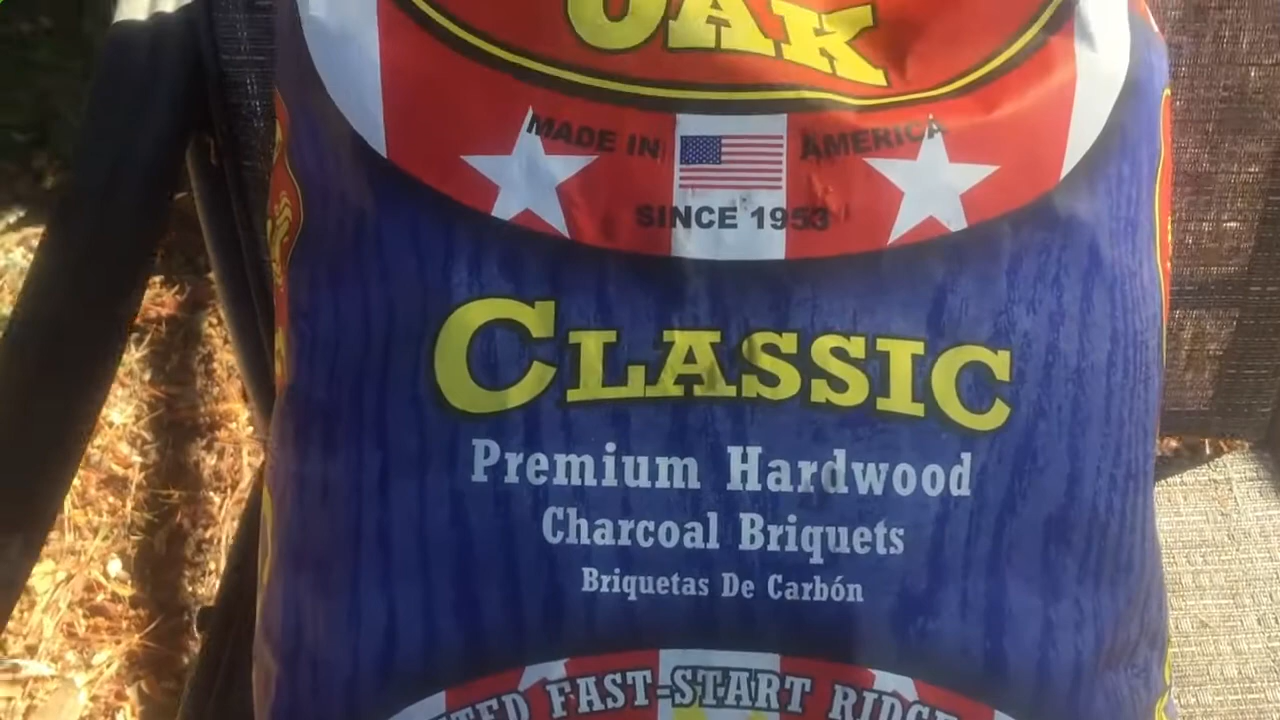 OAK
MADE IN AMERICA
SINCE 1953
CLASSIC
Premium Hardwood
Charcoal Briquets
Briquetas De Carbón
FAST-START